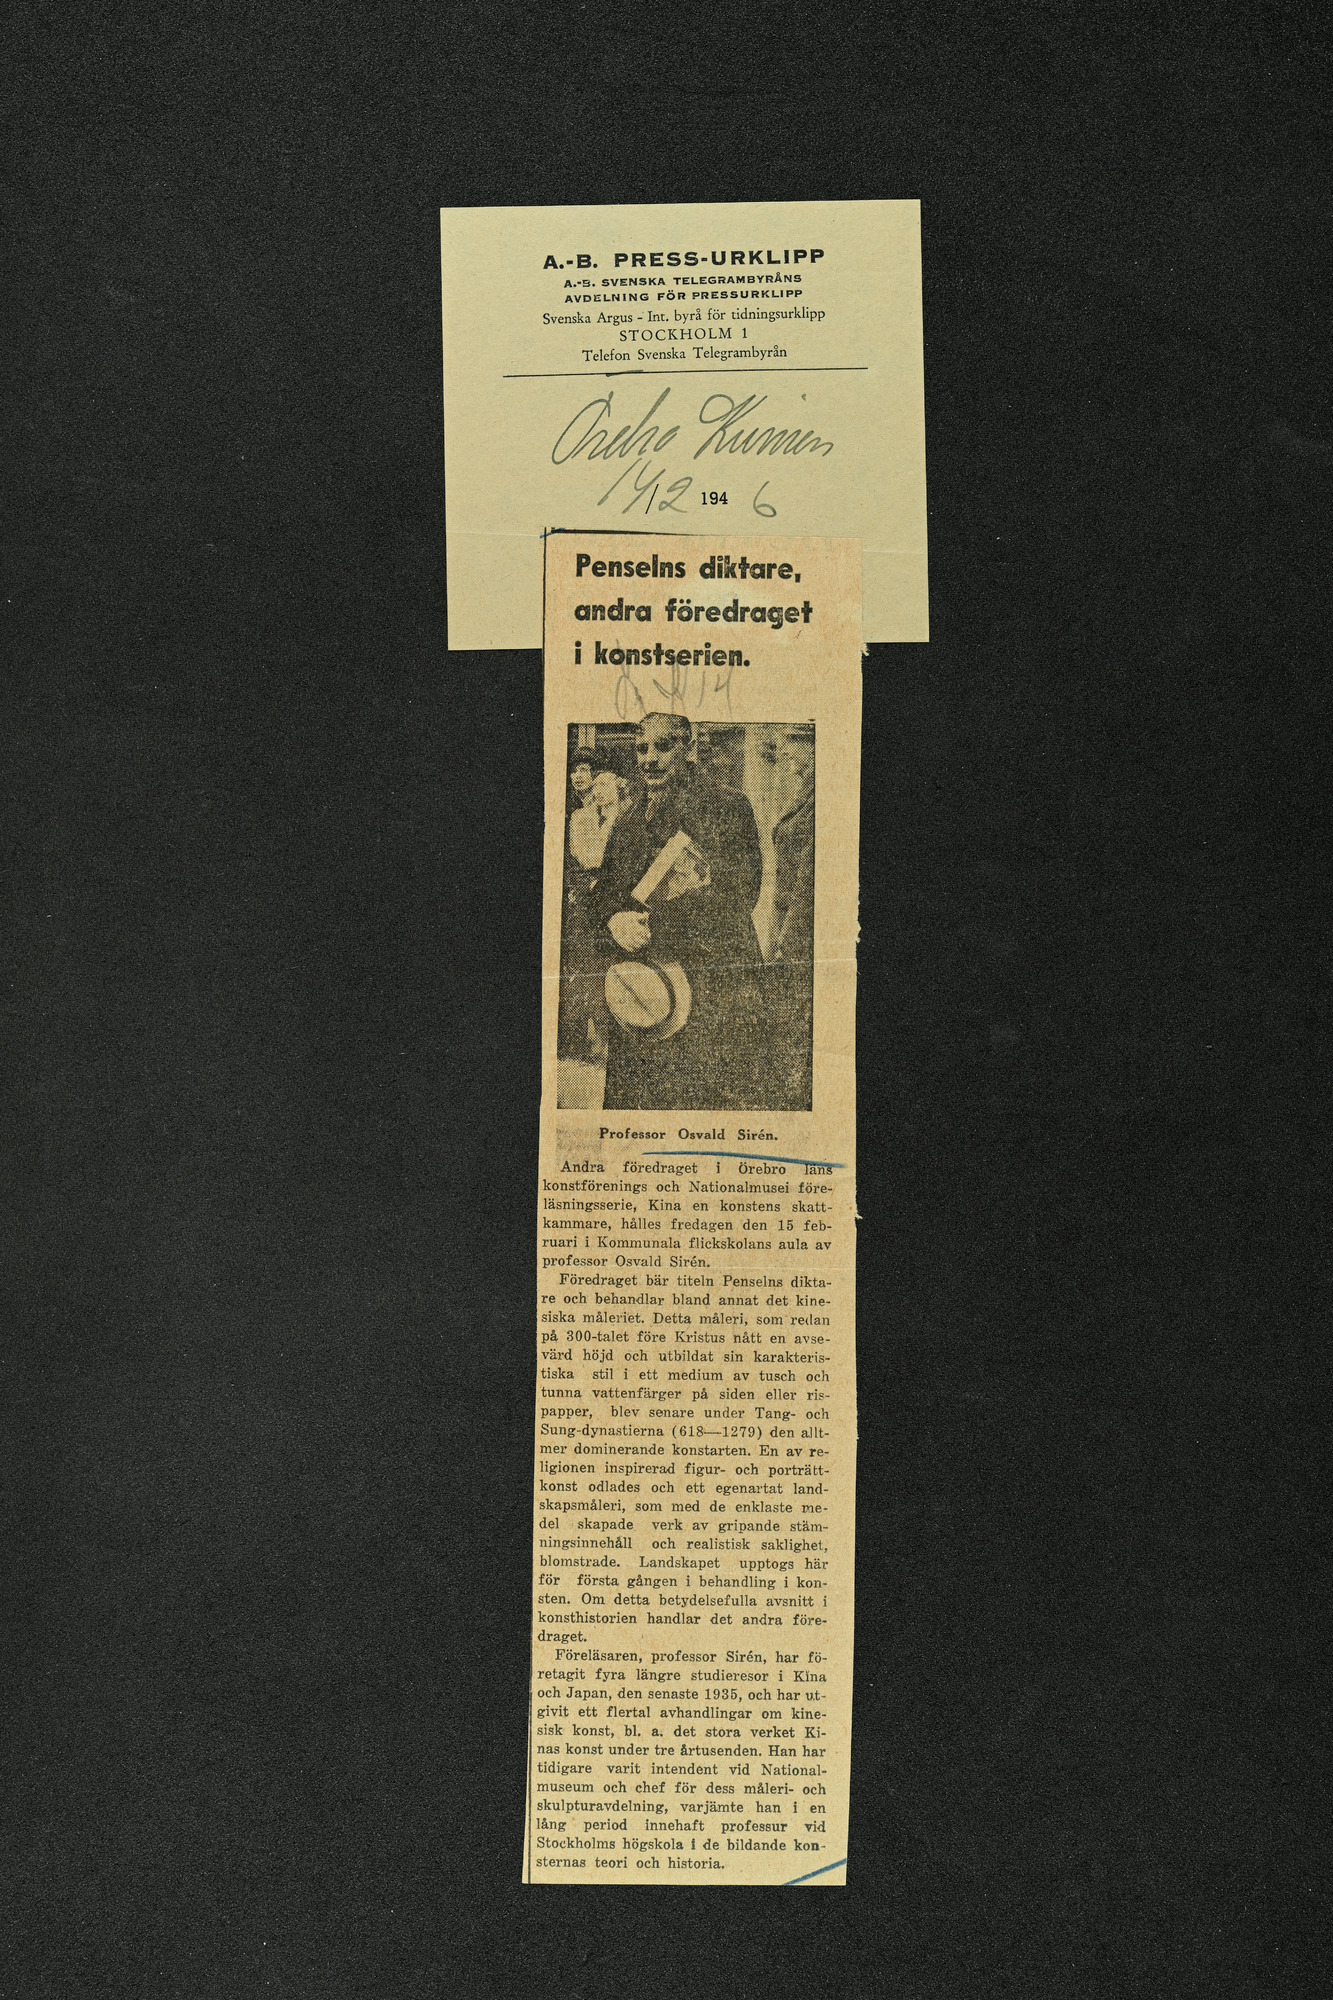 A.-B. PRESS-URKLIPP
A.-B. SVENSKA TELEGRAMBYRÅNS
AVDELNING FÖR PRESSURKLIPP
Svenska Argus - Int. byrå för tidningsurklipp
STOCKHOLM 1
Telefon Svenska Telegrambyrån
Örebro Kuriren
14/2 194 6
Penselns diktare,
andra föredraget
i konstserien.
Professor Osvald Sirén.
Andra föredraget i Örebro läns
konstförenings och Nationalmusei före-
läsningsserie, Kina en konstens skatt-
kammare, hålles fredagen den 15 feb-
ruari i Kommunala flickskolans aula av
professor Osvald Sirén.
Föredraget bär titeln Penselns dikta-
re och behandlar bland annat det kine-
siska måleriet. Detta måleri, som redan
på 300-talet före Kristus nått en avse-
värd höjd och utbildat sin karakteris-
tiska stil i ett medium av tusch och
tunna vattenfärger på siden eller ris-
papper, blev senare under Tang- och
Sung-dynastierna (618—1279) den allt-
mer dominerande konstarten. En av re-
ligionen inspirerad figur- och porträtt-
konst odlades och ett egenartat land-
skapsmåleri, som med de enklaste me-
del skapade verk av gripande stäm-
ningsinnehåll och realistisk saklighet,
blomstrade. Landskapet upptogs här
för första gången i behandling i kon-
sten. Om detta betydelsefulla avsnitt i
konsthistorien handlar det andra före-
draget.
Föreläsaren, professor Sirén, har fö-
retagit fyra längre studieresor i Kina
och Japan, den senaste 1935, och har ut-
givit ett flertal avhandlingar om kine-
sisk konst, bl. a. det stora verket Ki-
nas konst under tre årtusenden. Han har
tidigare varit intendent vid National-
museum och chef för dess måleri- och
skulpturavdelning, varjämte han i en
lång period innehaft professur vid
Stockholms högskola i de bildande kon-
sternas teori och historia.